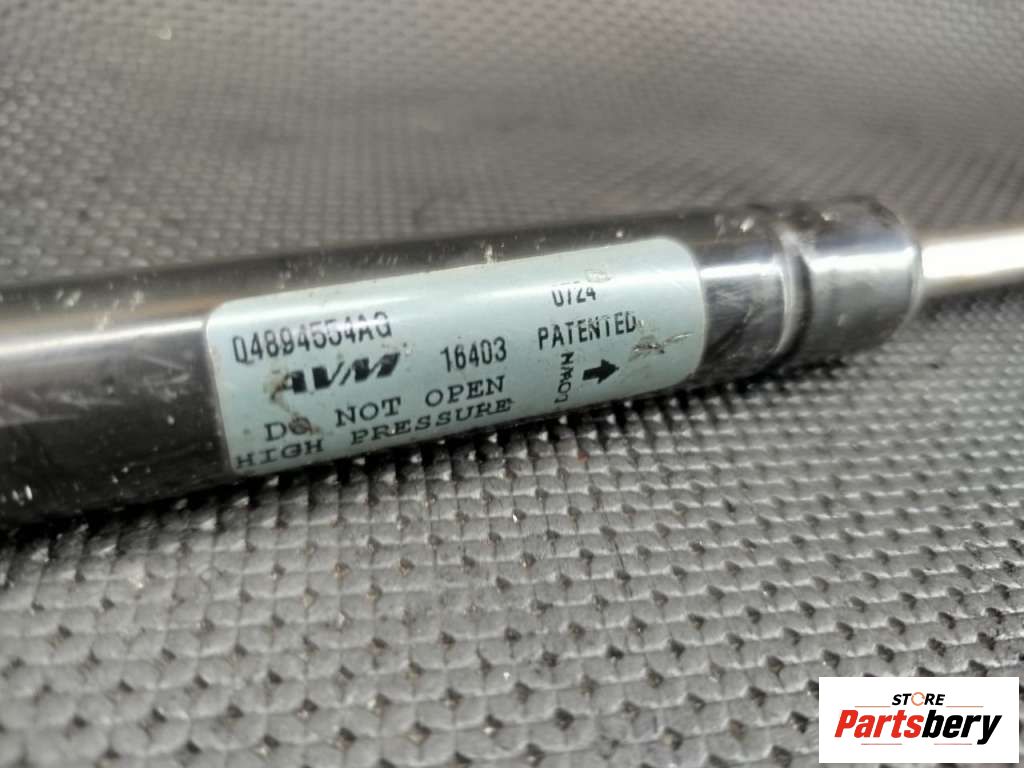 04894554AG
AVM
16403
DO NOT OPEN
HIGH PRESSURE
0724
PATENTED
DOWN
STORE
Partsbery